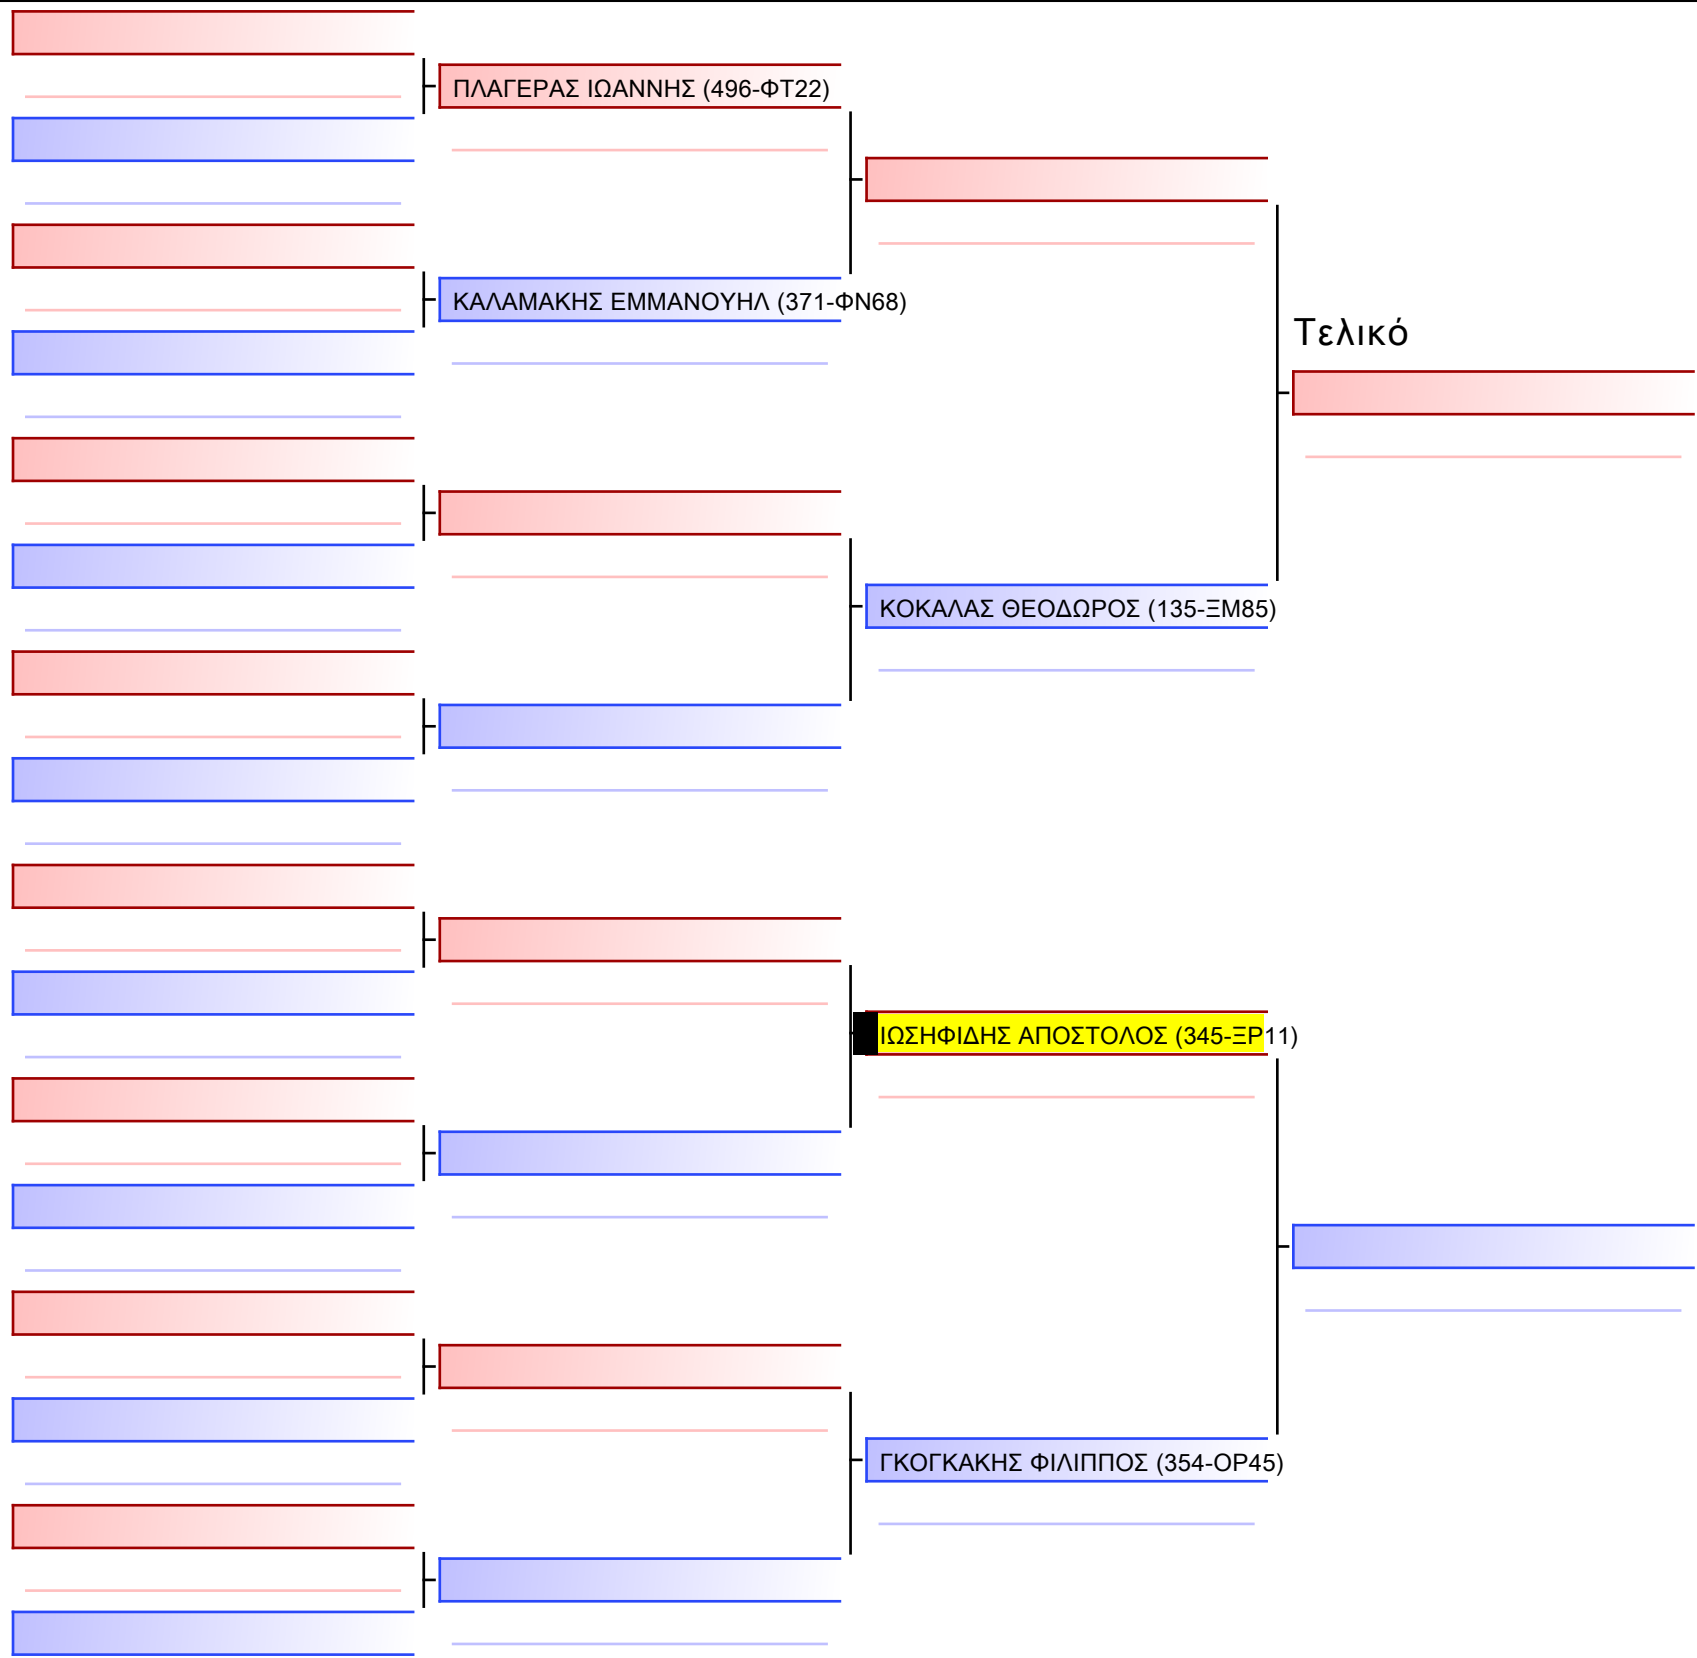 ΠΛΑΓΕΡΑΣ ΙΩΑΝΝΗΣ (496-ΦΤ22)
ΚΑΛΑΜΑΚΗΣ ΕΜΜΑΝΟΥΗΛ (371-ΦΝ68)
Τελικό
ΚΟΚΑΛΑΣ ΘΕΟΔΩΡΟΣ (135-ΞΜ85)
ΙΩΣΗΦΙΔΗΣ ΑΠΟΣΤΟΛΟΣ (345-ΞΡ11)
ΓΚΟΓΚΑΚΗΣ ΦΙΛΙΠΠΟΣ (354-ΟΡ45)